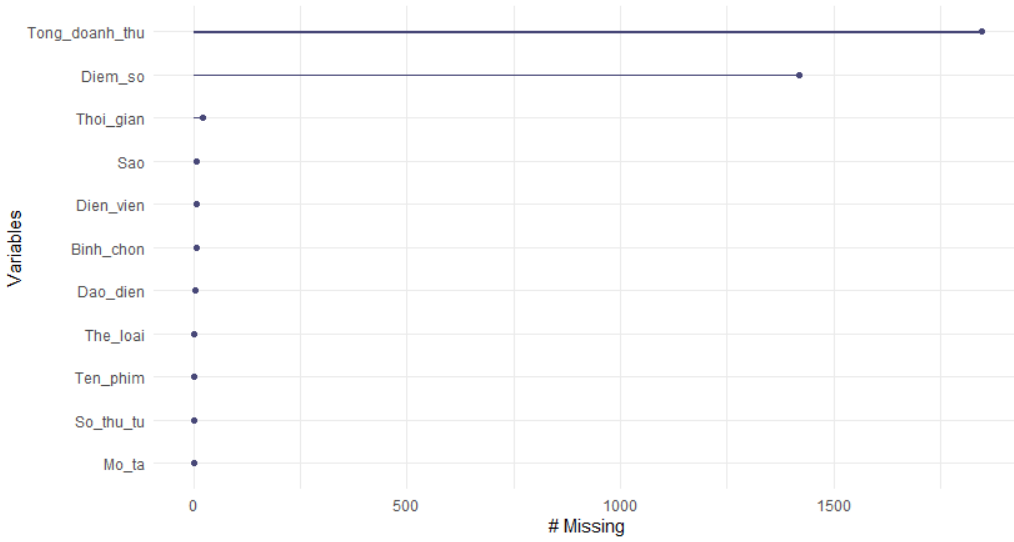 Tong_doanh_thu
Diem_so
Thoi_gian
Sao
Dien_vien
Binh_chon
Dao_dien
The_loai
Ten_phim
So_thu_tu
Mo_ta
Variables
0 500 1000 1500
# Missing